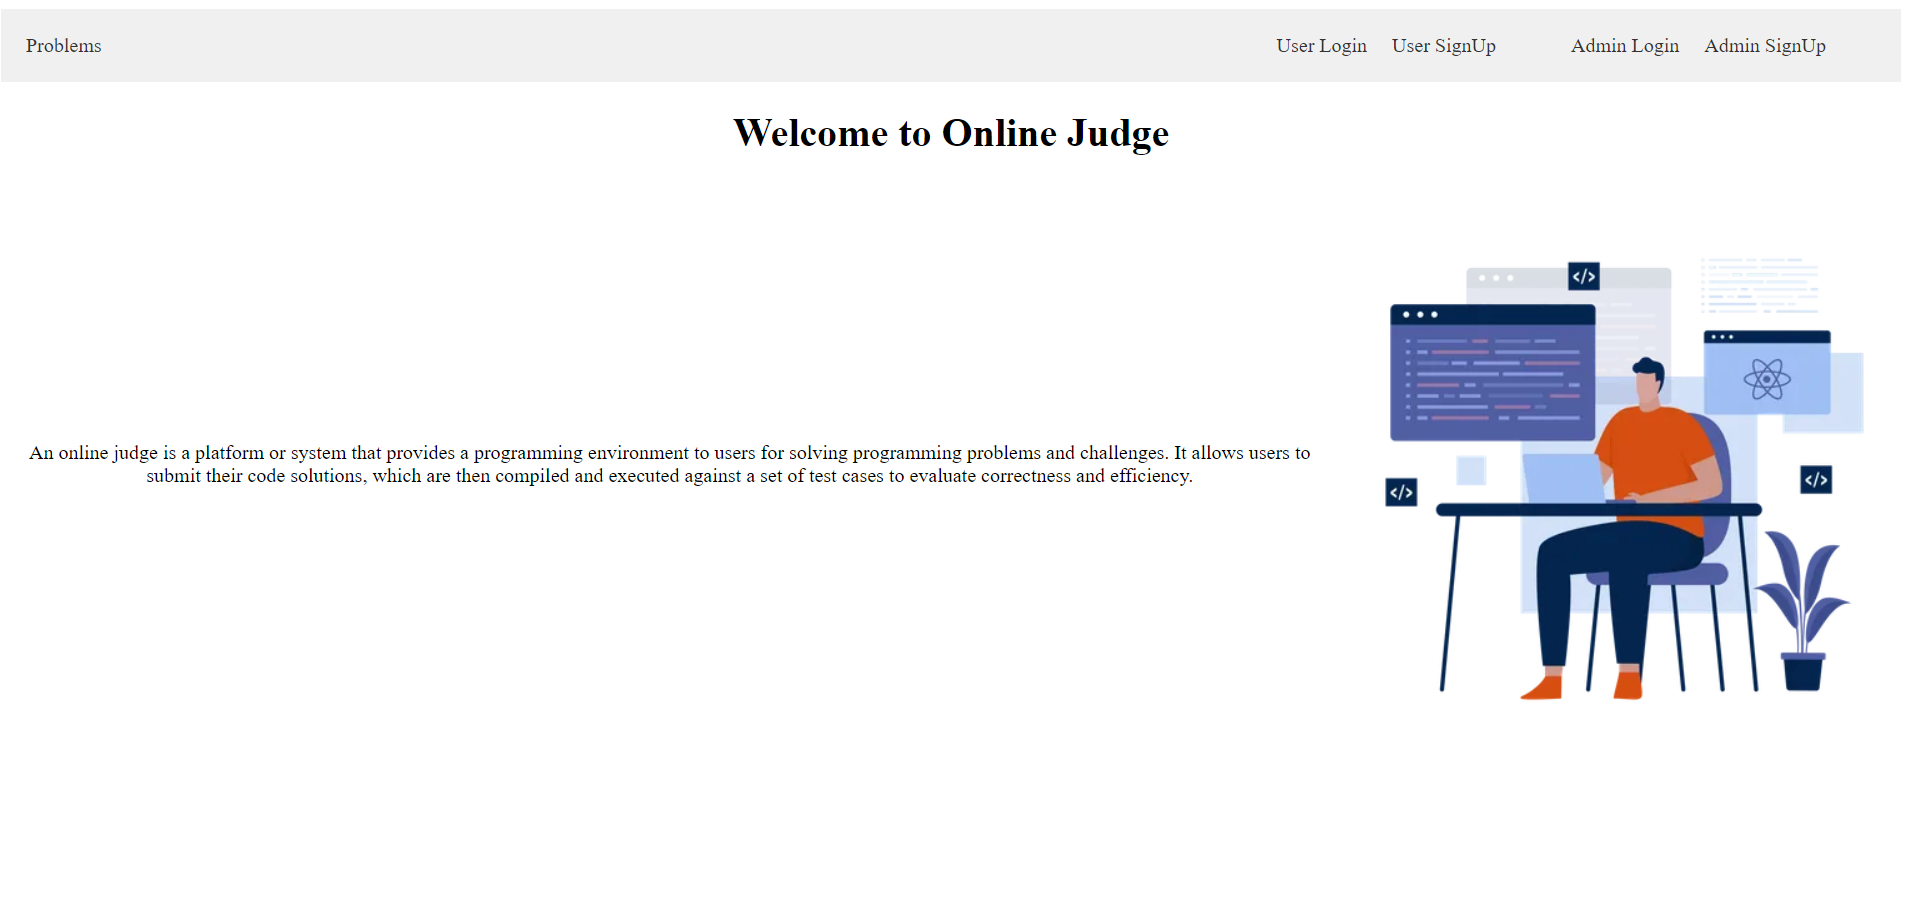 Problems User Login User SignUp Admin Login Admin SignUp
Welcome to Online Judge
</>
An online judge is a platform or system that provides a programming environment to users for solving programming problems and challenges. It allows users to
submit their code solutions, which are then compiled and executed against a set of test cases to evaluate correctness and efficiency.
</>
</>